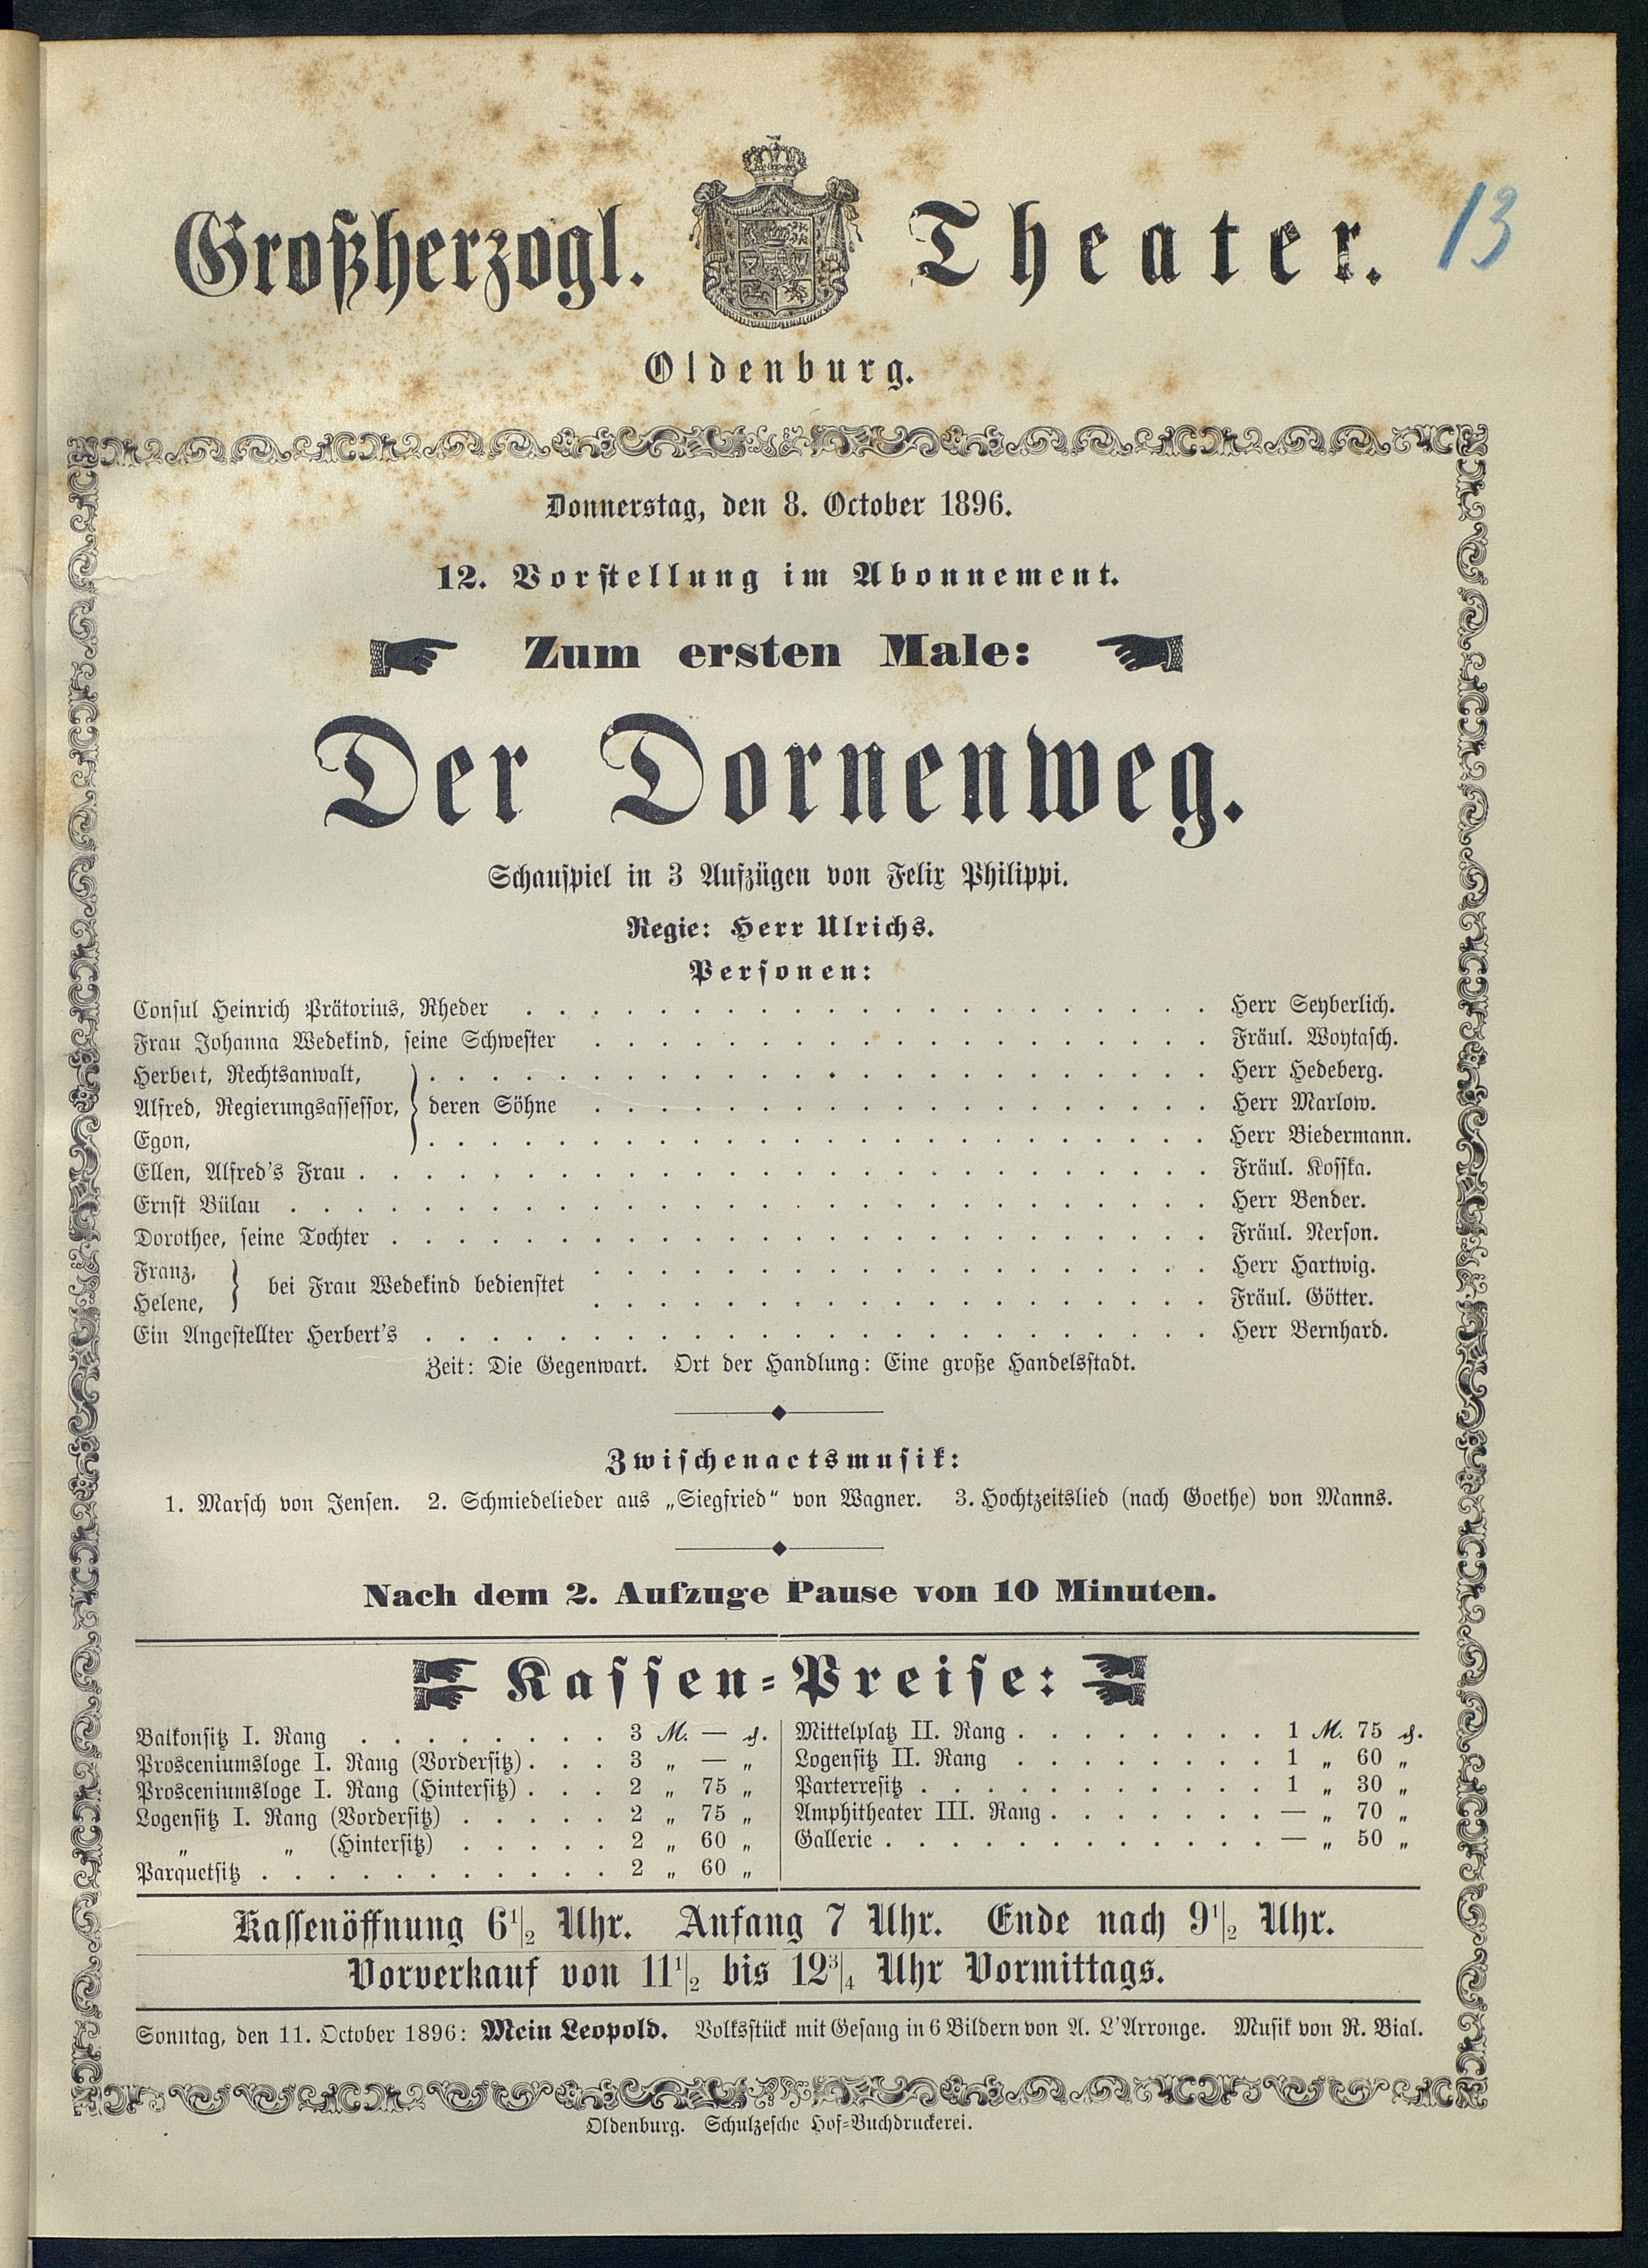 Großherzogl. Theater.
13
Oldenburg.
Donnerstag, den 8. October 1896.
12. Vorstellung im Abonnement.
Zum ersten Male:
Der Dornenweg.
Schauspiel in 3 Aufzügen von Felix Philippi.
Regie: Herr Ulrichs.
Personen:
Consul Heinrich Prätorius, Rheder . . . . . Herr Seyberlich.
Frau Johanna Wedekind, seine Schwester . . . . . Fräul. Woytasch.
Herbert, Rechtsanwalt, . . . . . Herr Hedeberg.
Alfred, Regierungsassessor, } deren Söhne . . . . . Herr Marlow.
Egon, . . . . . Herr Biedermann.
Ellen, Alfred's Frau . . . . . Fräul. Kosska.
Ernst Bülau . . . . . Herr Bender.
Dorothee, seine Tochter . . . . . Fräul. Nerson.
Franz, . . . . . Herr Hartwig.
} bei Frau Wedekind bedienstet
Helene, . . . . . Fräul. Götter.
Ein Angestellter Herbert's . . . . . Herr Bernhard.
Zeit: Die Gegenwart. Ort der Handlung: Eine große Handelsstadt.
Zwischenactsmusik:
1. Marsch von Jensen. 2. Schmiedelieder aus „Siegfried“ von Wagner. 3. Hochtzeitslied (nach Goethe) von Manns.
Nach dem 2. Aufzuge Pause von 10 Minuten.
Kassen-Preise:
Balkonsitz I. Rang . . . . . 3 M. — ₰.
Prosceniumsloge I. Rang (Vordersitz) . . . 3 „ — „
Prosceniumsloge I. Rang (Hintersitz) . . . 2 „ 75 „
Logensitz I. Rang (Vordersitz) . . . . . 2 „ 75 „
„ „ (Hintersitz) . . . . . 2 „ 60 „
Parquetsitz . . . . . 2 „ 60 „
Mittelplatz II. Rang . . . . . 1 M. 75 ₰.
Logensitz II. Rang . . . . . 1 „ 60 „
Parterresitz . . . . . 1 „ 30 „
Amphitheater III. Rang . . . . . — „ 70 „
Gallerie . . . . . — „ 50 „
Kassenöffnung 6½ Uhr. Anfang 7 Uhr. Ende nach 9½ Uhr.
Vorverkauf von 11½ bis 12¾ Uhr Vormittags.
Sonntag, den 11. October 1896: Mein Leopold. Volksstück mit Gesang in 6 Bildern von A. L'Arronge. Musik von R. Bial.
Oldenburg. Schulzesche Hof-Buchdruckerei.